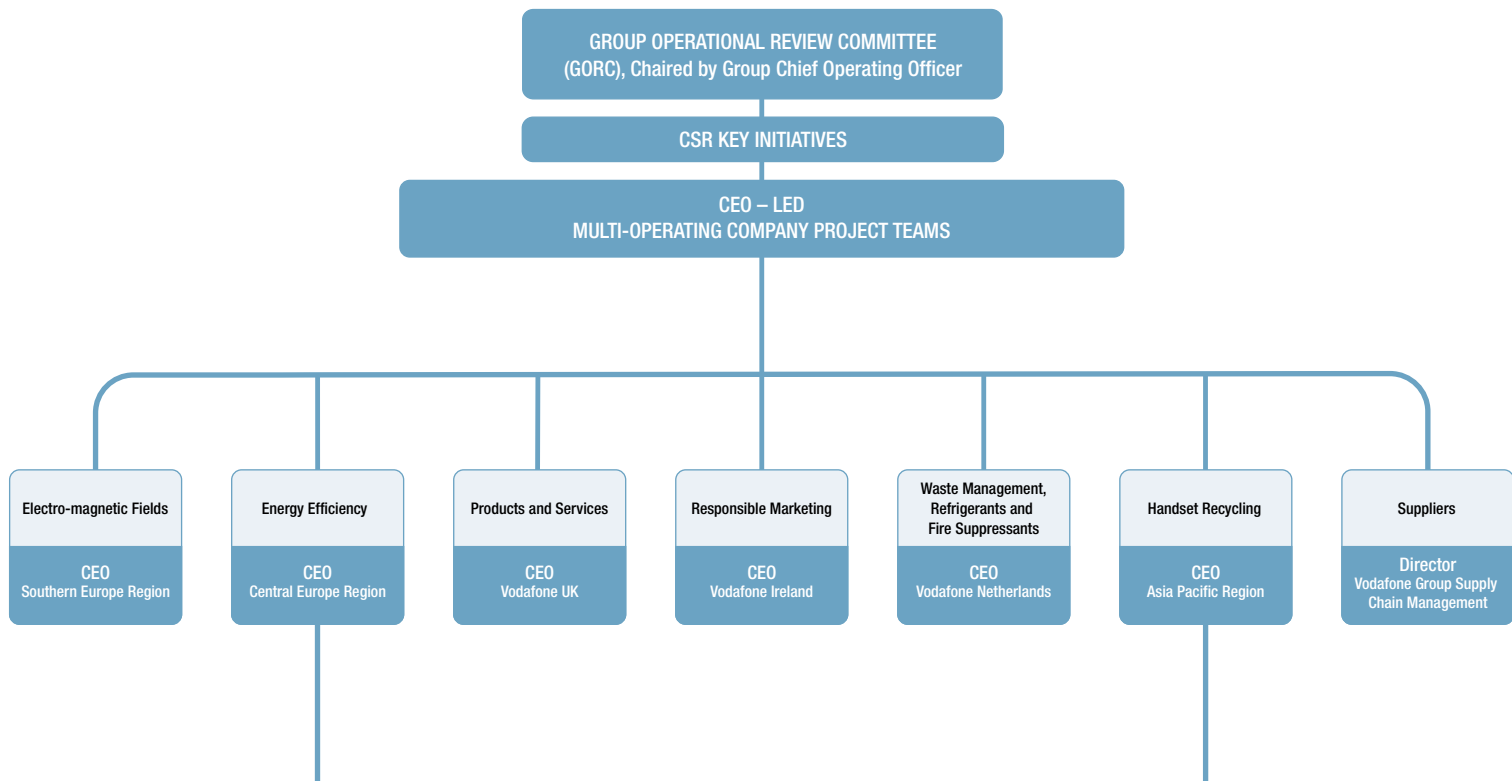 GROUP OPERATIONAL REVIEW COMMITTEE
(GORC), Chaired by Group Chief Operating Officer
CSR KEY INITIATIVES
CEO – LED
MULTI-OPERATING COMPANY PROJECT TEAMS
Electro-magnetic Fields
CEO
Southern Europe Region
Energy Efficiency
CEO
Central Europe Region
Products and Services
CEO
Vodafone UK
Responsible Marketing
CEO
Vodafone Ireland
Waste Management,
Refrigerants and
Fire Suppressants
CEO
Vodafone Netherlands
Handset Recycling
CEO
Asia Pacific Region
Suppliers
Director
Vodafone Group Supply
Chain Management